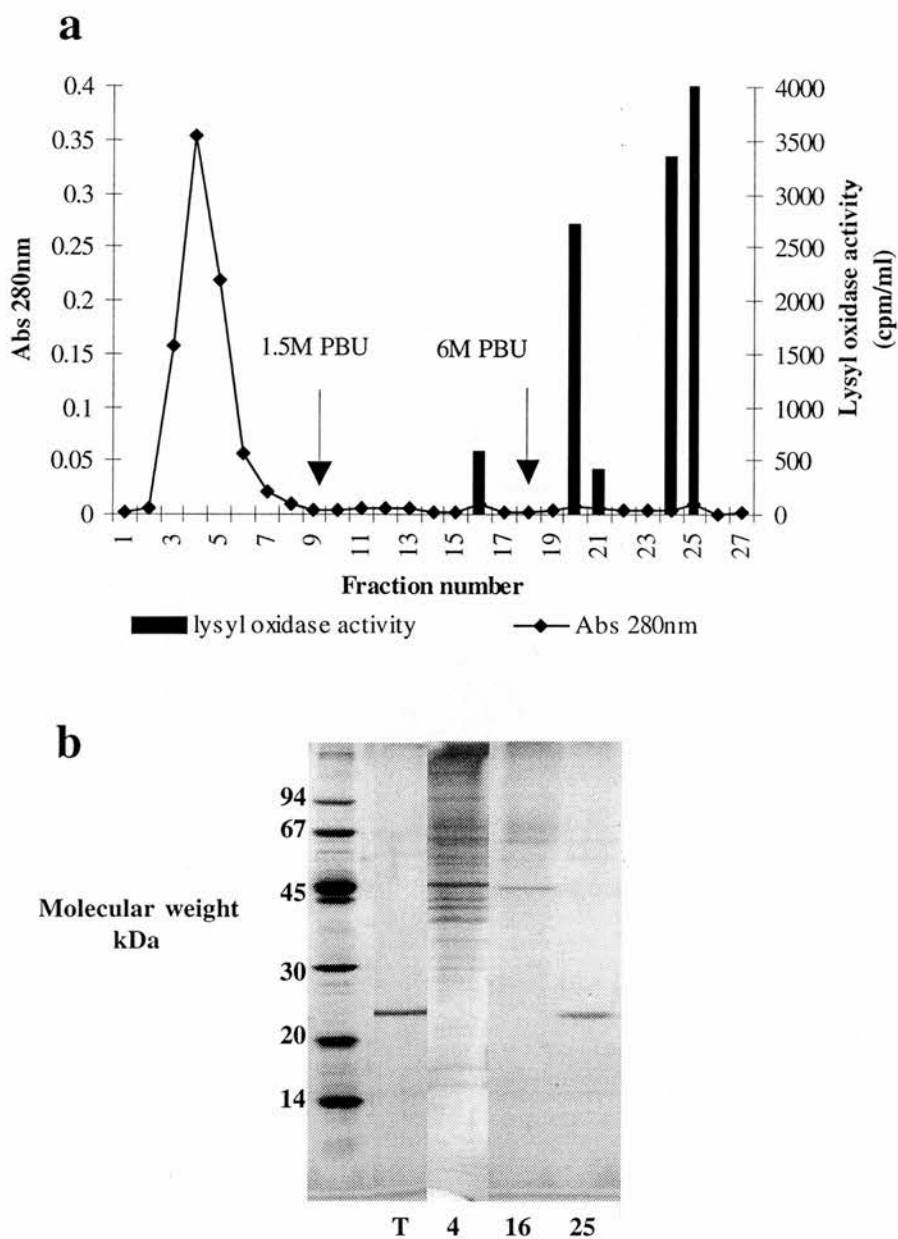 a
0.4
0.35
0.3
0.25
0.2
0.15
0.1
0.05
0
Abs 280nm
1.5M PBU
6M PBU
4000
3500
3000
2500
2000
1500
1000
500
0
Lysyl oxidase activity
(cpm/ml)
1
3
5
7
9
11
13
15
17
19
21
23
25
27
Fraction number
lysyl oxidase activity
Abs 280nm
b
94
67
45
30
20
14
Molecular weight
kDa
T 4 16 25